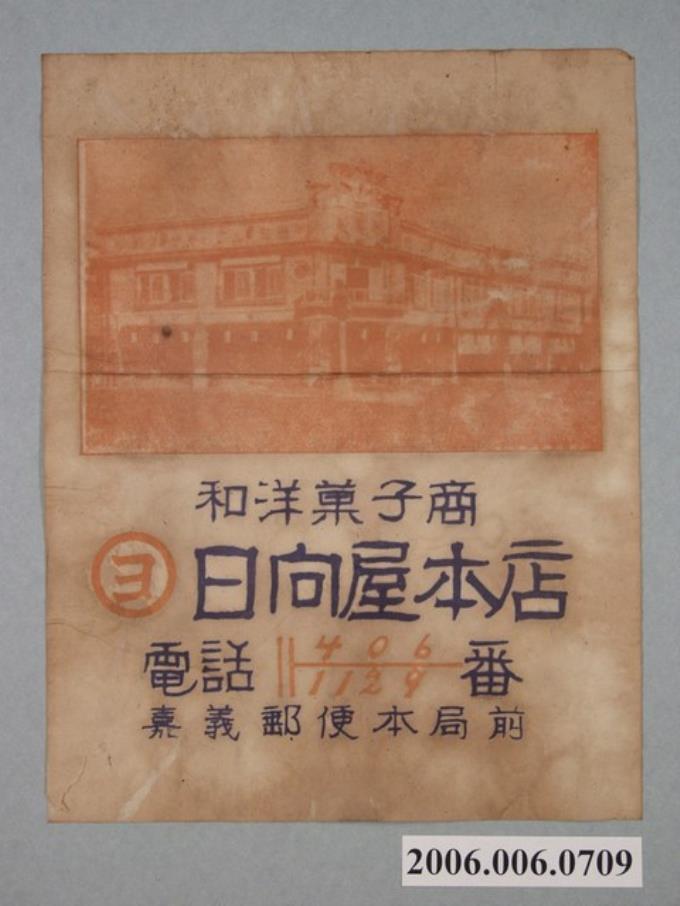 和洋菓子商
ヨ 日向屋本店
電話 406 番
1129
嘉義郵便本局前
2006.006.0709